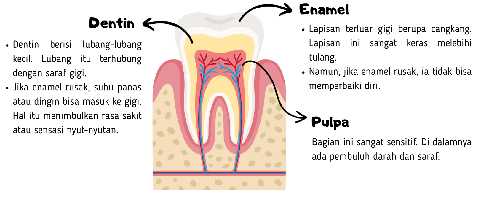 Dentin
• Dentin berisi lubang-lubang
kecil. Lubang itu terhubung
dengan saraf gigi.
• Jika enamel rusak, suhu panas
atau dingin bisa masuk ke gigi.
Hal itu menimbulkan rasa sakit
atau sensasi nyut-nyutan.
Enamel
• Lapisan terluar gigi berupa cangkang.
Lapisan ini sangat keras melebihi
tulang.
• Namun, jika enamel rusak, ia tidak bisa
memperbaiki diri.
Pulpa
Bagian ini sangat sensitif. Di dalamnya
ada pembuluh darah dan saraf.